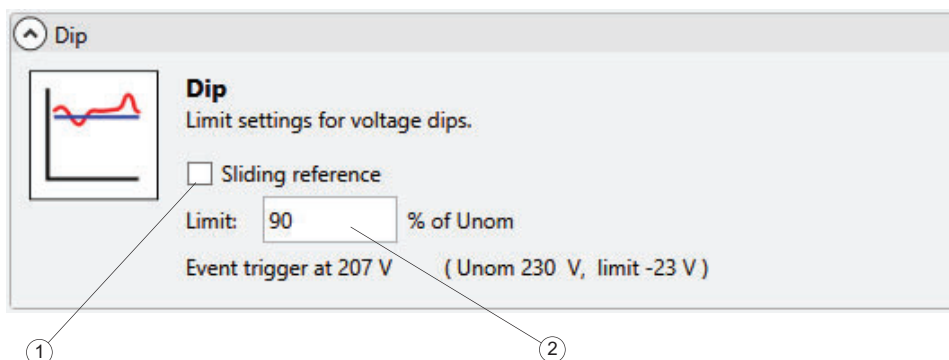 Dip
Dip
Limit settings for voltage dips.
Sliding reference
Limit: 90 % of Unom
Event trigger at 207 V ( Unom 230 V, limit -23 V )
1 2